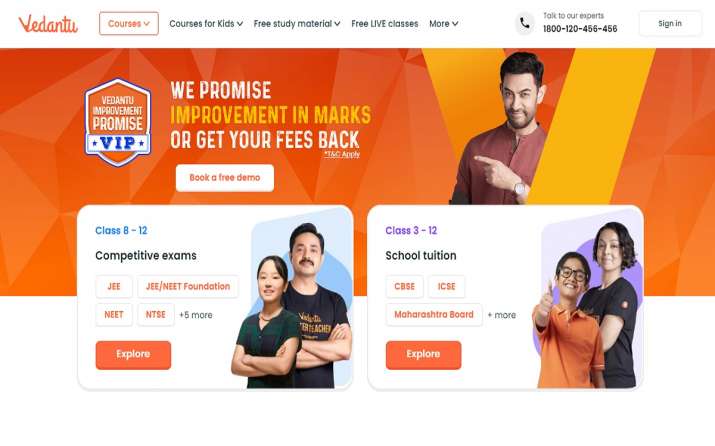 Vedantu
Courses
Courses for Kids
Free study material
Free LIVE classes
More
Talk to our experts
1800-120-456-456
Sign in
VEDANTU
IMPROVEMENT
PROMISE
VIP
WE PROMISE
IMPROVEMENT IN MARKS
OR GET YOUR FEES BACK
*T&C Apply
Book a free demo
Class 8 - 12
Competitive exams
JEE
JEE/NEET Foundation
NEET
NTSE
+5 more
Explore
Vedantu
TEACHER
Class 3 - 12
School tuition
CBSE
ICSE
Maharashtra Board
+ more
Explore